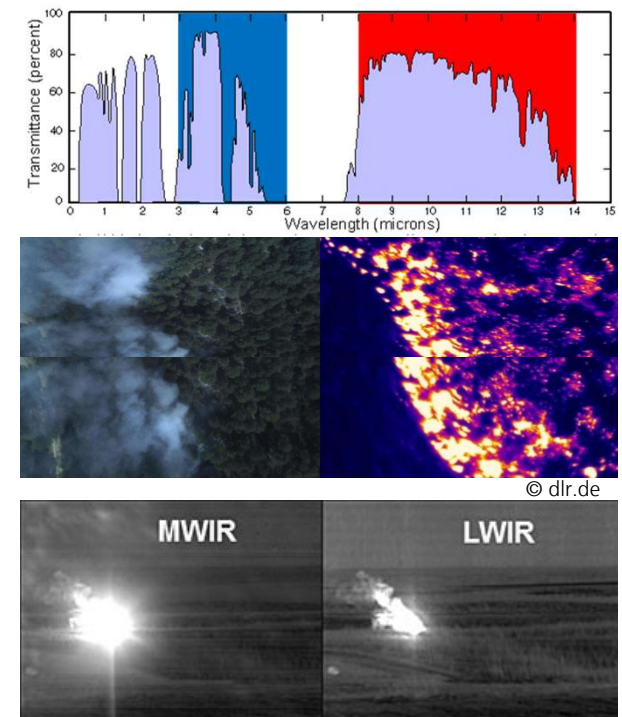 Transmittance (percent)
100
80
60
40
20
0
0 1 2 3 4 5 6 7 8 9 10 11 12 13 14 15
Wavelength (microns)
© dlr.de
MWIR LWIR